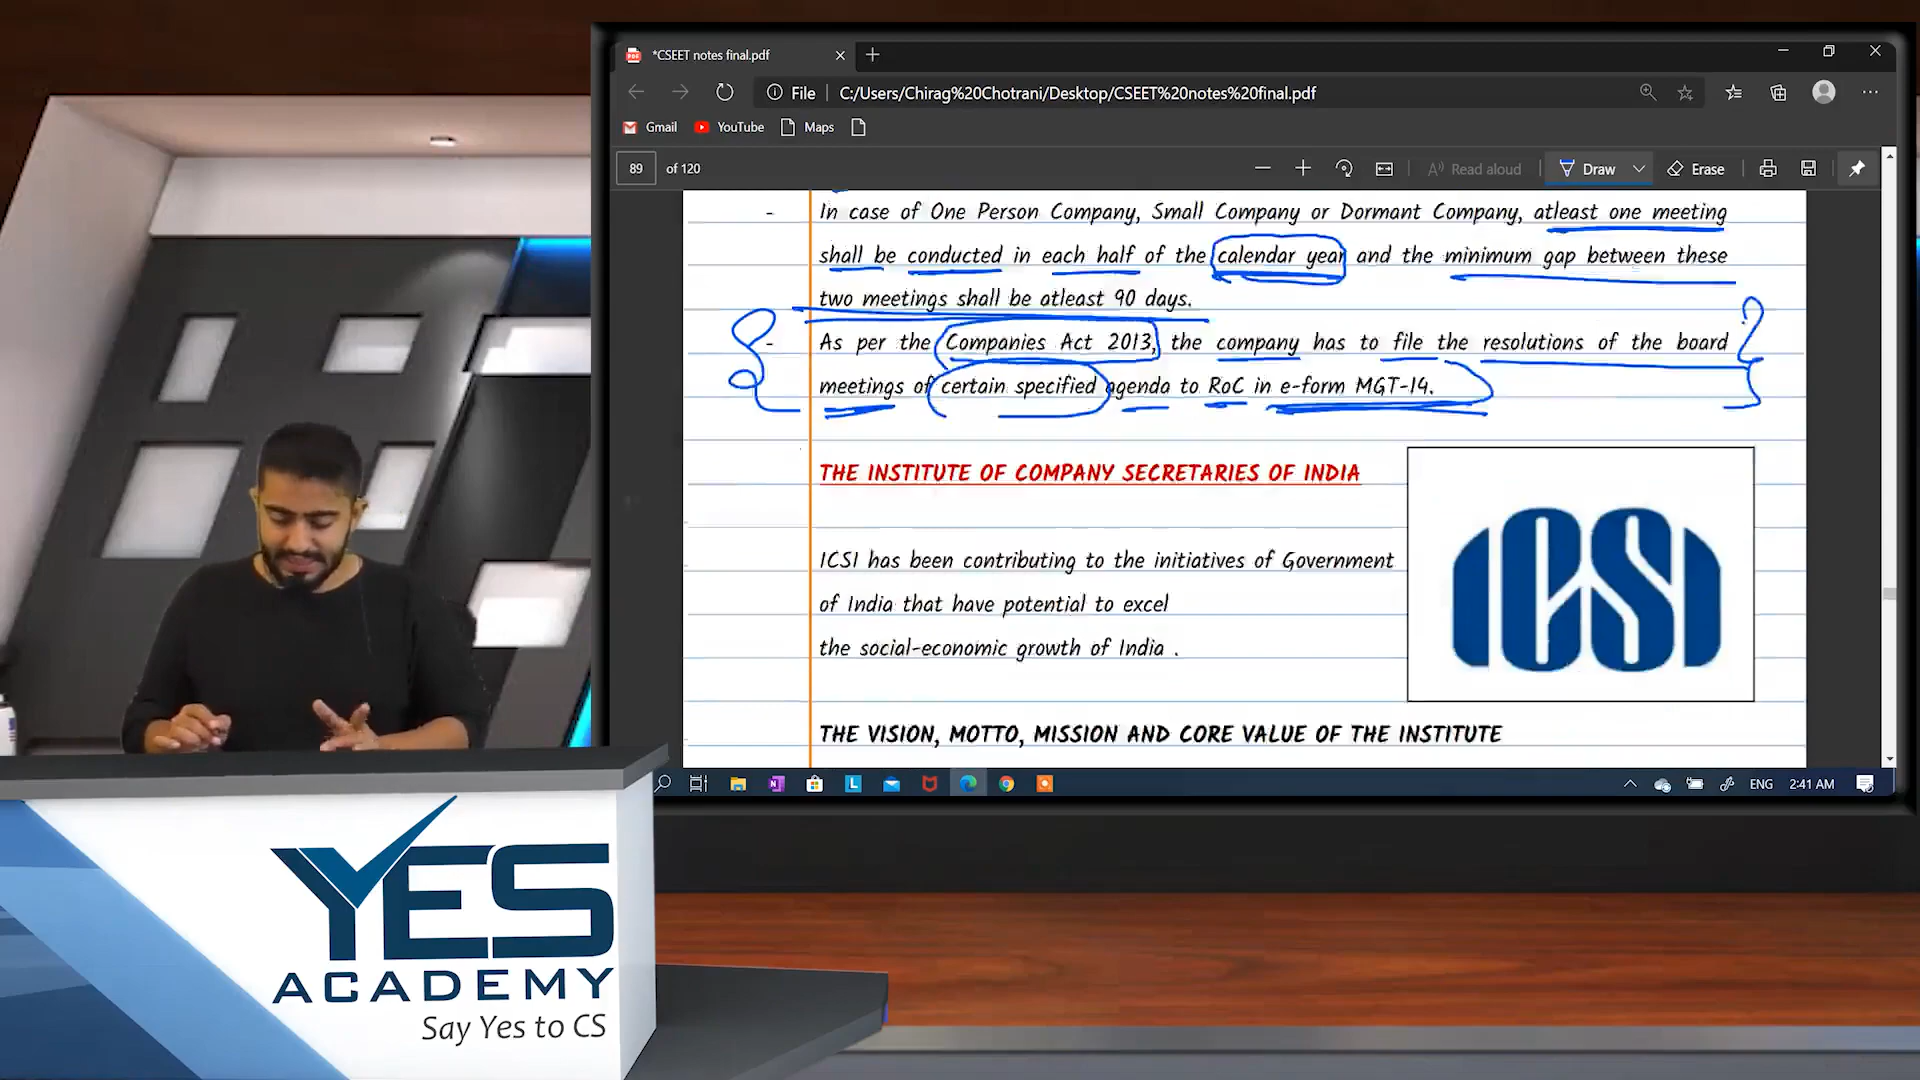 *CSEET notes final.pdf
File
C:/Users/Chirag%20Chotrani/Desktop/CSEET%20notes%20final.pdf
Gmail
YouTube
Maps
89 of 120
Read aloud
Draw
Erase
- In case of One Person Company, Small Company or Dormant Company, atleast one meeting
shall be conducted in each half of the calendar year and the minimum gap between these
two meetings shall be atleast 90 days.
- As per the Companies Act 2013, the company has to file the resolutions of the board
meetings of certain specified agenda to RoC in e-form MGT-14.
THE INSTITUTE OF COMPANY SECRETARIES OF INDIA
ICSI has been contributing to the initiatives of Government
of India that have potential to excel
the social-economic growth of India .
ICSI
THE VISION, MOTTO, MISSION AND CORE VALUE OF THE INSTITUTE
ENG
2:41 AM
YES
ACADEMY
Say Yes to CS